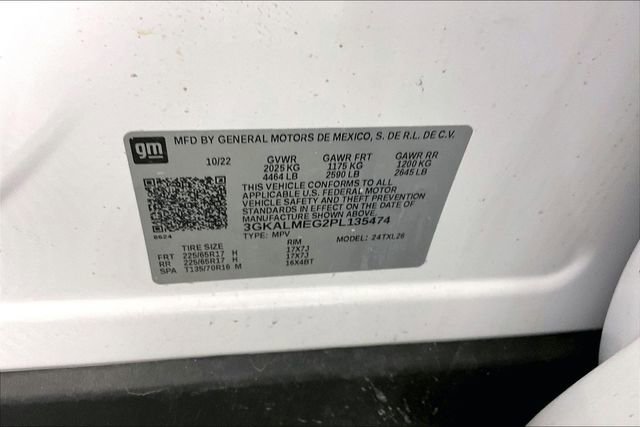 gm
MFD BY GENERAL MOTORS DE MEXICO, S. DE R.L. DE C.V.
10/22 GVWR GAWR FRT GAWR RR
2025 KG 1175 KG 1200 KG
4464 LB 2590 LB 2645 LB
THIS VEHICLE CONFORMS TO ALL
APPLICABLE U.S. FEDERAL MOTOR
VEHICLE SAFETY AND THEFT PREVENTION
STANDARDS IN EFFECT ON THE DATE OF
MANUFACTURE SHOWN ABOVE.
3GKALMEG2PL135474
8624
TYPE: MPV MODEL: 24TXL26
TIRE SIZE RIM
FRT 225/65R17 H 17X7J
RR 225/65R17 H 17X7J
SPA T135/70R16 M 16X4BT